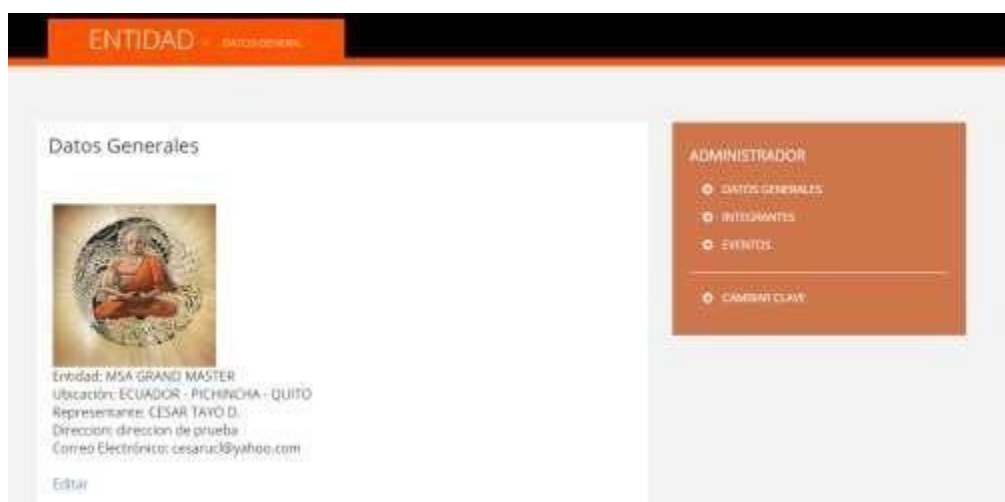 ENTIDAD - DATOS GENERAL
Datos Generales
Entidad: MSA GRAND MASTER
Ubicación: ECUADOR - PICHINCHA - QUITO
Representante: CESAR TAYO D.
Direccion: direccion de prueba
Correo Electrónico: cesarucl@yahoo.com
Editar
ADMINISTRADOR
DATOS GENERALES
INTEGRANTES
EVENTOS
CAMBIAR CLAVE